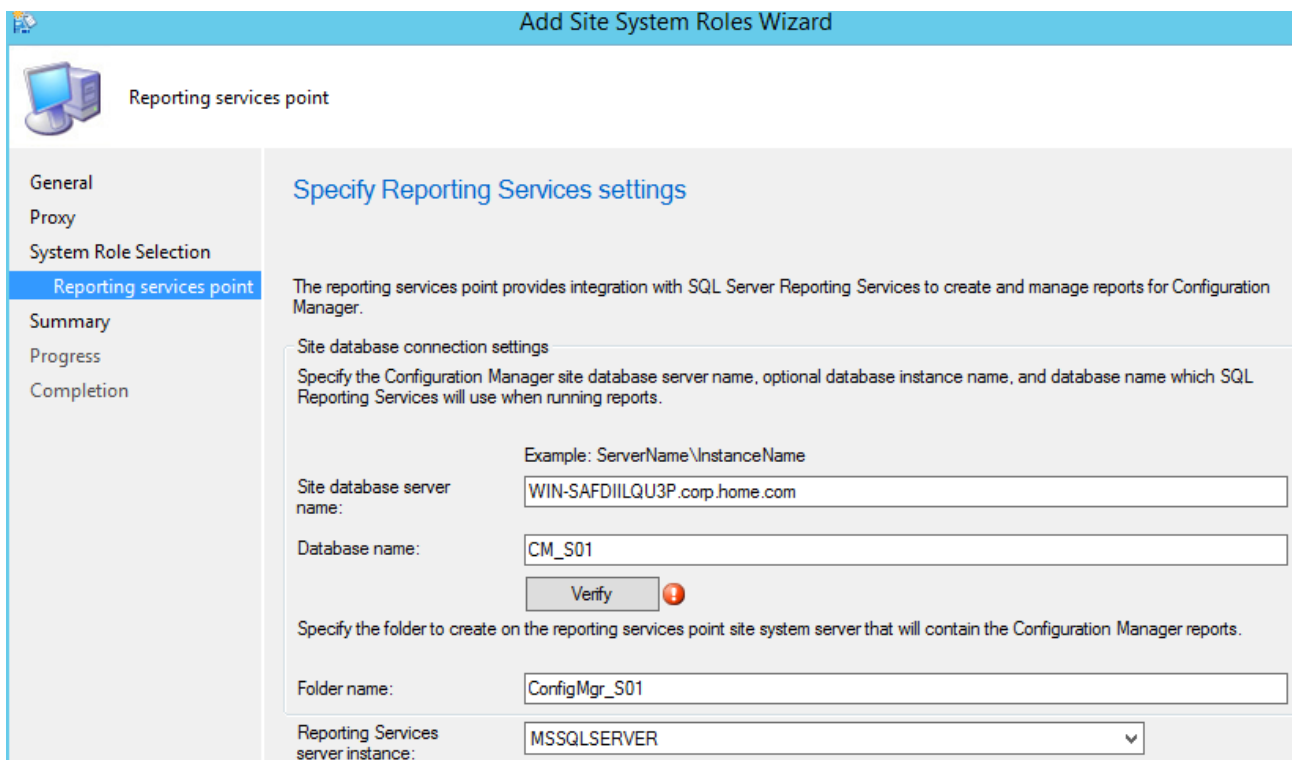 Add Site System Roles Wizard
Reporting services point
General
Proxy
System Role Selection
Reporting services point
Summary
Progress
Completion
Specify Reporting Services settings
The reporting services point provides integration with SQL Server Reporting Services to create and manage reports for Configuration
Manager.
Site database connection settings
Specify the Configuration Manager site database server name, optional database instance name, and database name which SQL
Reporting Services will use when running reports.
Example: ServerName\InstanceName
Site database server
name:
WIN-SAFDIILQU3P.corp.home.com
Database name:
CM_S01
Verify
Specify the folder to create on the reporting services point site system server that will contain the Configuration Manager reports.
Folder name:
ConfigMgr_S01
Reporting Services
server instance:
MSSQLSERVER